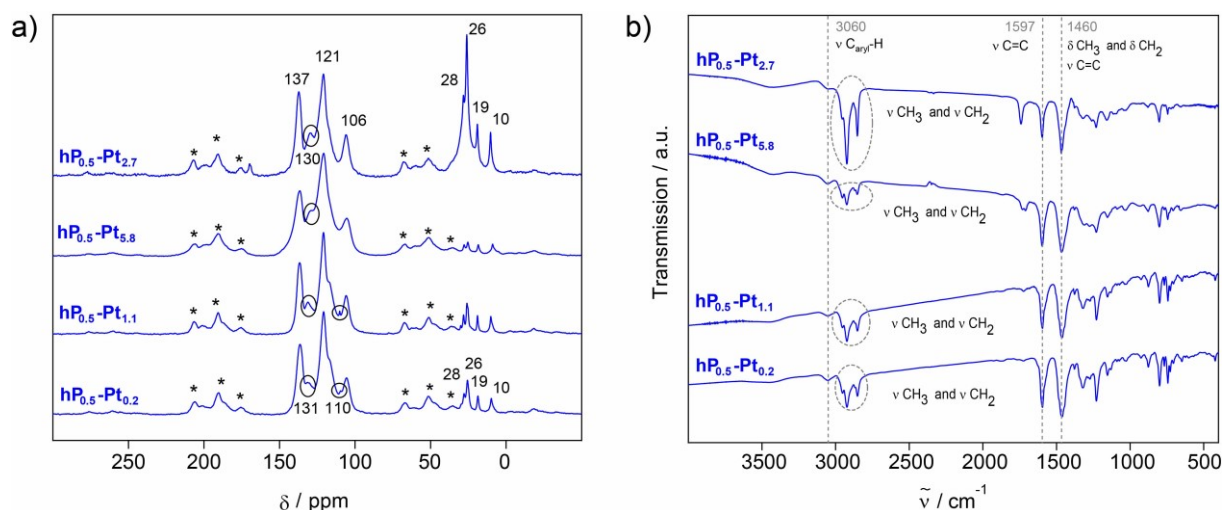 a)
26
137
121
28
19
10
106
hP0.5-Pt2.7
* * * * *
130
hP0.5-Pt5.8
* * * * * *
hP0.5-Pt1.1
* * * * * *
hP0.5-Pt0.2
* * * * * *
131
110
28
26
19
10
250 200 150 100 50 0
δ / ppm
b)
3060
ν Caryl-H
1597
ν C=C
1460
δ CH3 and δ CH2
ν C=C
hP0.5-Pt2.7
ν CH3 and ν CH2
hP0.5-Pt5.8
ν CH3 and ν CH2
hP0.5-Pt1.1
ν CH3 and ν CH2
hP0.5-Pt0.2
ν CH3 and ν CH2
Transmission / a.u.
3500 3000 2500 2000 1500 1000 500
ν̃ / cm-1